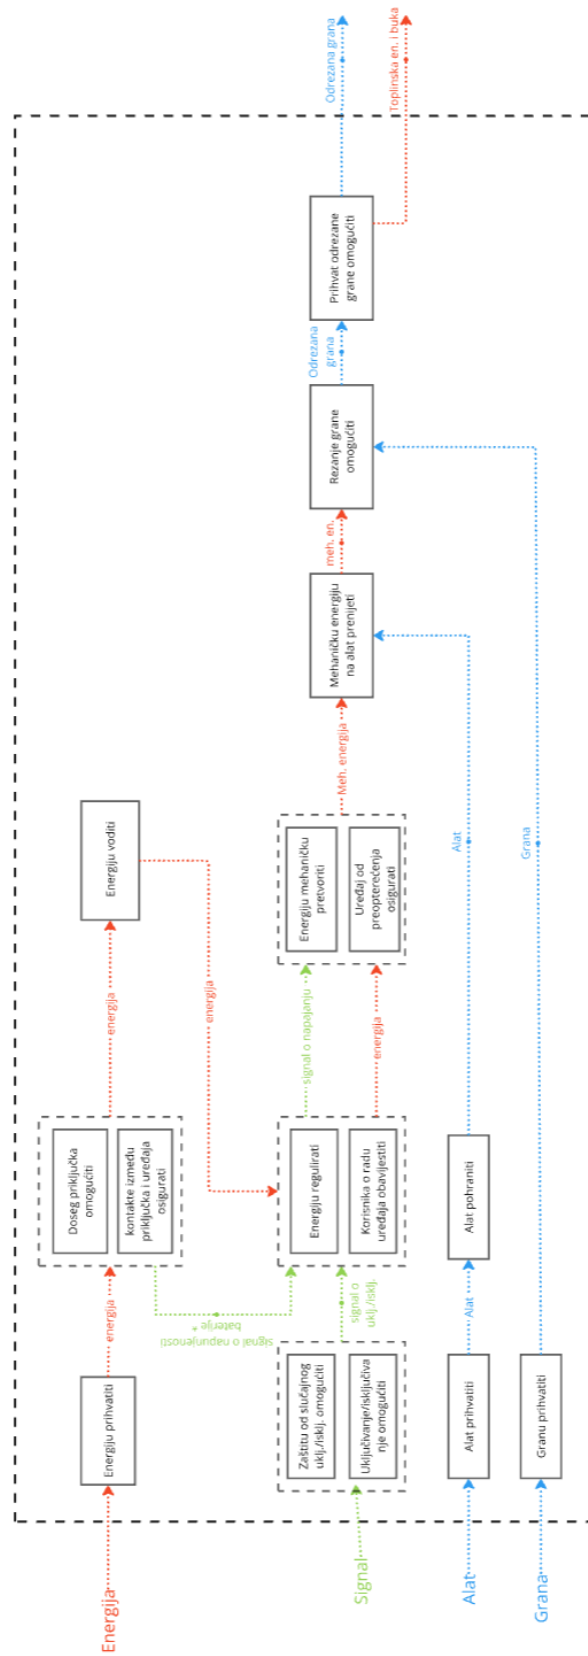 Energija
Energiju prihvatiti
energija
Doseg priključka
omogućiti
kontakte između
priključka i uređaja
osigurati
energija
Energiju voditi
energija
signal o napunjenosti
baterije *
Signal
Zaštitu od slučajnog
uklj./isklj. omogućiti
Uključivanje/isključiva
nje omogućiti
signal o
uklj./isklj.
Energiju regulirati
Korisnika o radu
uređaja obavijestiti
signal o napajanju
energija
Energiju mehaničku
pretvoriti
Uređaj od
preopterećenja
osigurati
Meh. energija
Mehaničku energiju
na alat prenijeti
meh. en.
Rezanje grane
omogućiti
Odrezana
grana
Prihvat odrezane
grane omogućiti
Odrezana grana
Toplinska en. i buka
Alat
Alat prihvatiti
Alat
Alat pohraniti
Alat
Grana
Granu prihvatiti
Grana